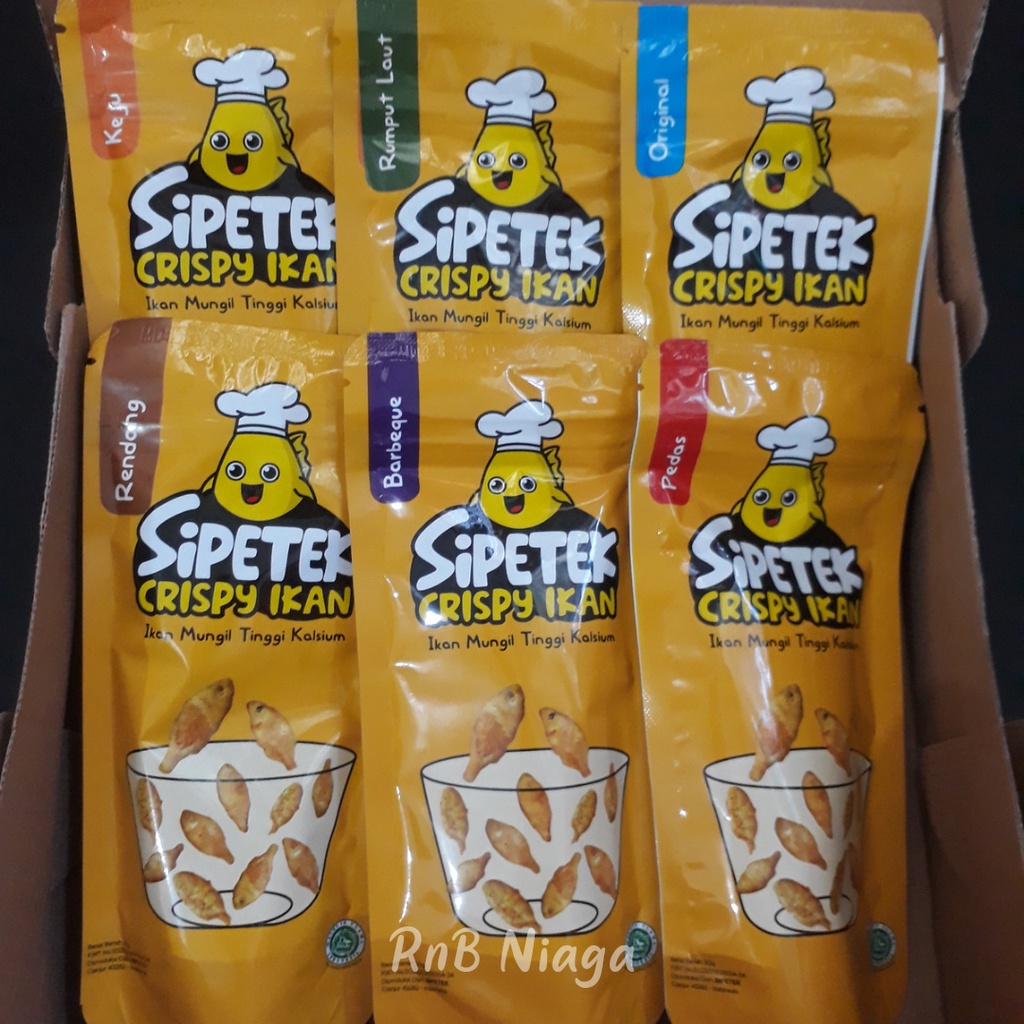 Keju
SiPETEK
CRISPY IKAN
Ikan Mungil Tinggi Kalsium
Rumput Laut
SiPETEK
CRISPY IKAN
Ikan Mungil Tinggi Kalsium
Original
SiPETEK
CRISPY IKAN
Ikan Mungil Tinggi Kalsium
Rendang
SiPETEK
CRISPY IKAN
Ikan Mungil Tinggi Kalsium
Barbeque
SiPETEK
CRISPY IKAN
Ikan Mungil Tinggi Kalsium
Pedas
SiPETEK
CRISPY IKAN
Ikan Mungil Tinggi Kalsium
RnB Niaga